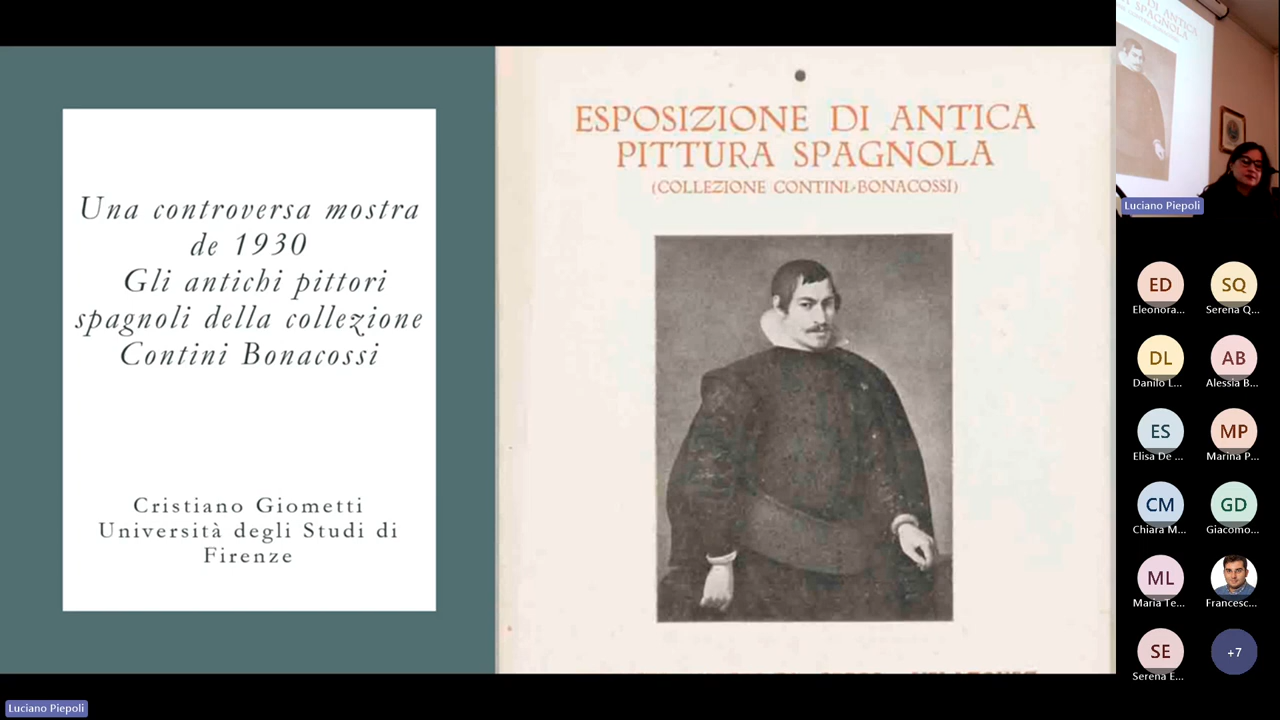 Una controversa mostra
de 1930
Gli antichi pittori
spagnoli della collezione
Contini Bonacossi
Cristiano Giometti
Università degli Studi di
Firenze
ESPOSIZIONE DI ANTICA
PITTURA SPAGNOLA
(COLLEZIONE CONTINI-BONACOSSI)
Luciano Piepoli
ED
Eleonora...
SQ
Serena Q...
DL
Danilo L...
AB
Alessia B...
ES
Elisa De ...
MP
Marina P...
CM
Chiara M...
GD
Giacomo...
ML
Maria Te...
Francesc...
SE
Serena E...
+7
Luciano Piepoli